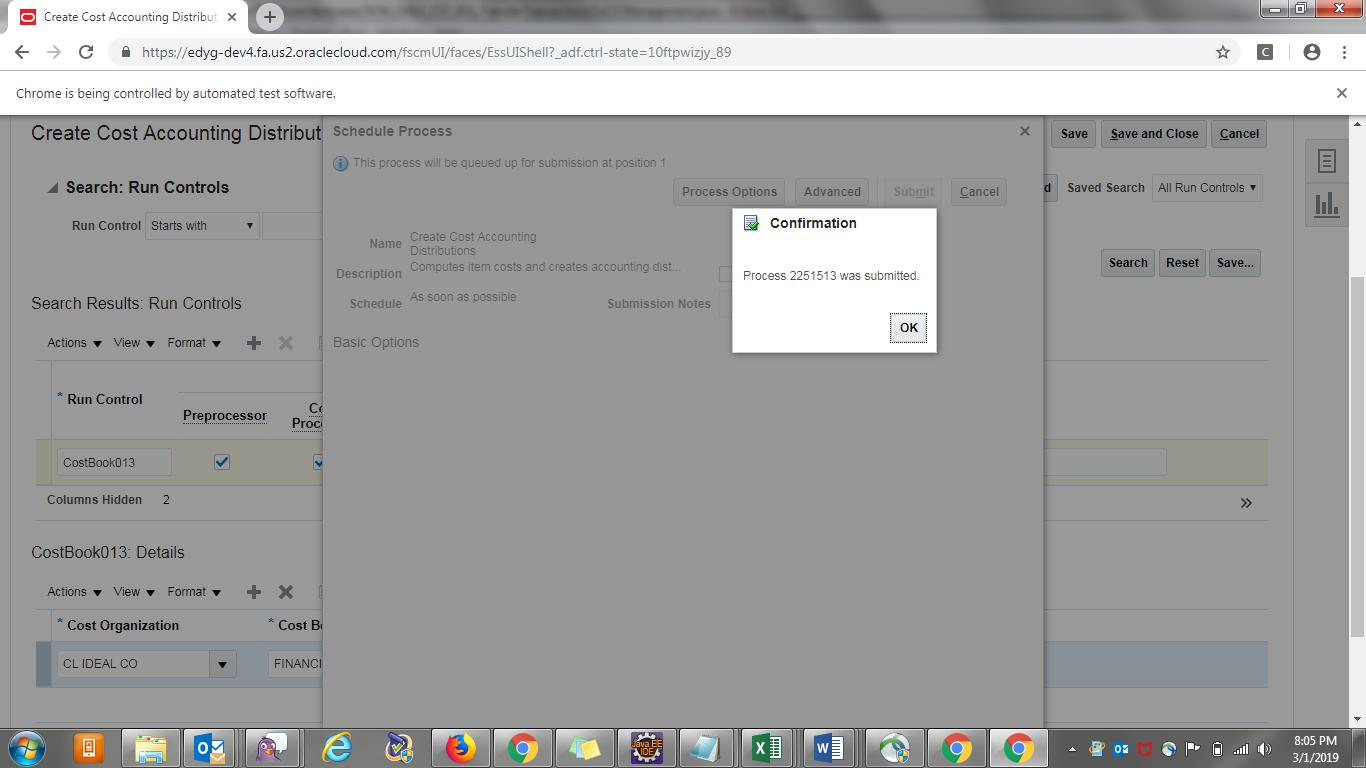 Create Cost Accounting Distribut
https://edyg-dev4.fa.us2.oraclecloud.com/fscmUI/faces/EssUIShell?_adf.ctrl-state=10ftpwizjy_89
C
Chrome is being controlled by automated test software.
Create Cost Accounting Distribut
Schedule Process
Save
Save and Close
Cancel
This process will be queued up for submission at position 1
Process Options
Advanced
Submit
Cancel
d
Saved Search
All Run Controls
Search: Run Controls
Run Control
Starts with
Confirmation
Process 2251513 was submitted.
OK
Name
Create Cost Accounting
Distributions
Description
Computes item costs and creates accounting dist...
Schedule
As soon as possible
Submission Notes
Basic Options
Search
Reset
Save...
Search Results: Run Controls
Actions
View
Format
* Run Control
Preprocessor
Co
Proce
CostBook013
Columns Hidden 2
CostBook013: Details
Actions
View
Format
* Cost Organization
* Cost B
CL IDEAL CO
FINANCI
Java EE
IDE
8:05 PM
3/1/2019